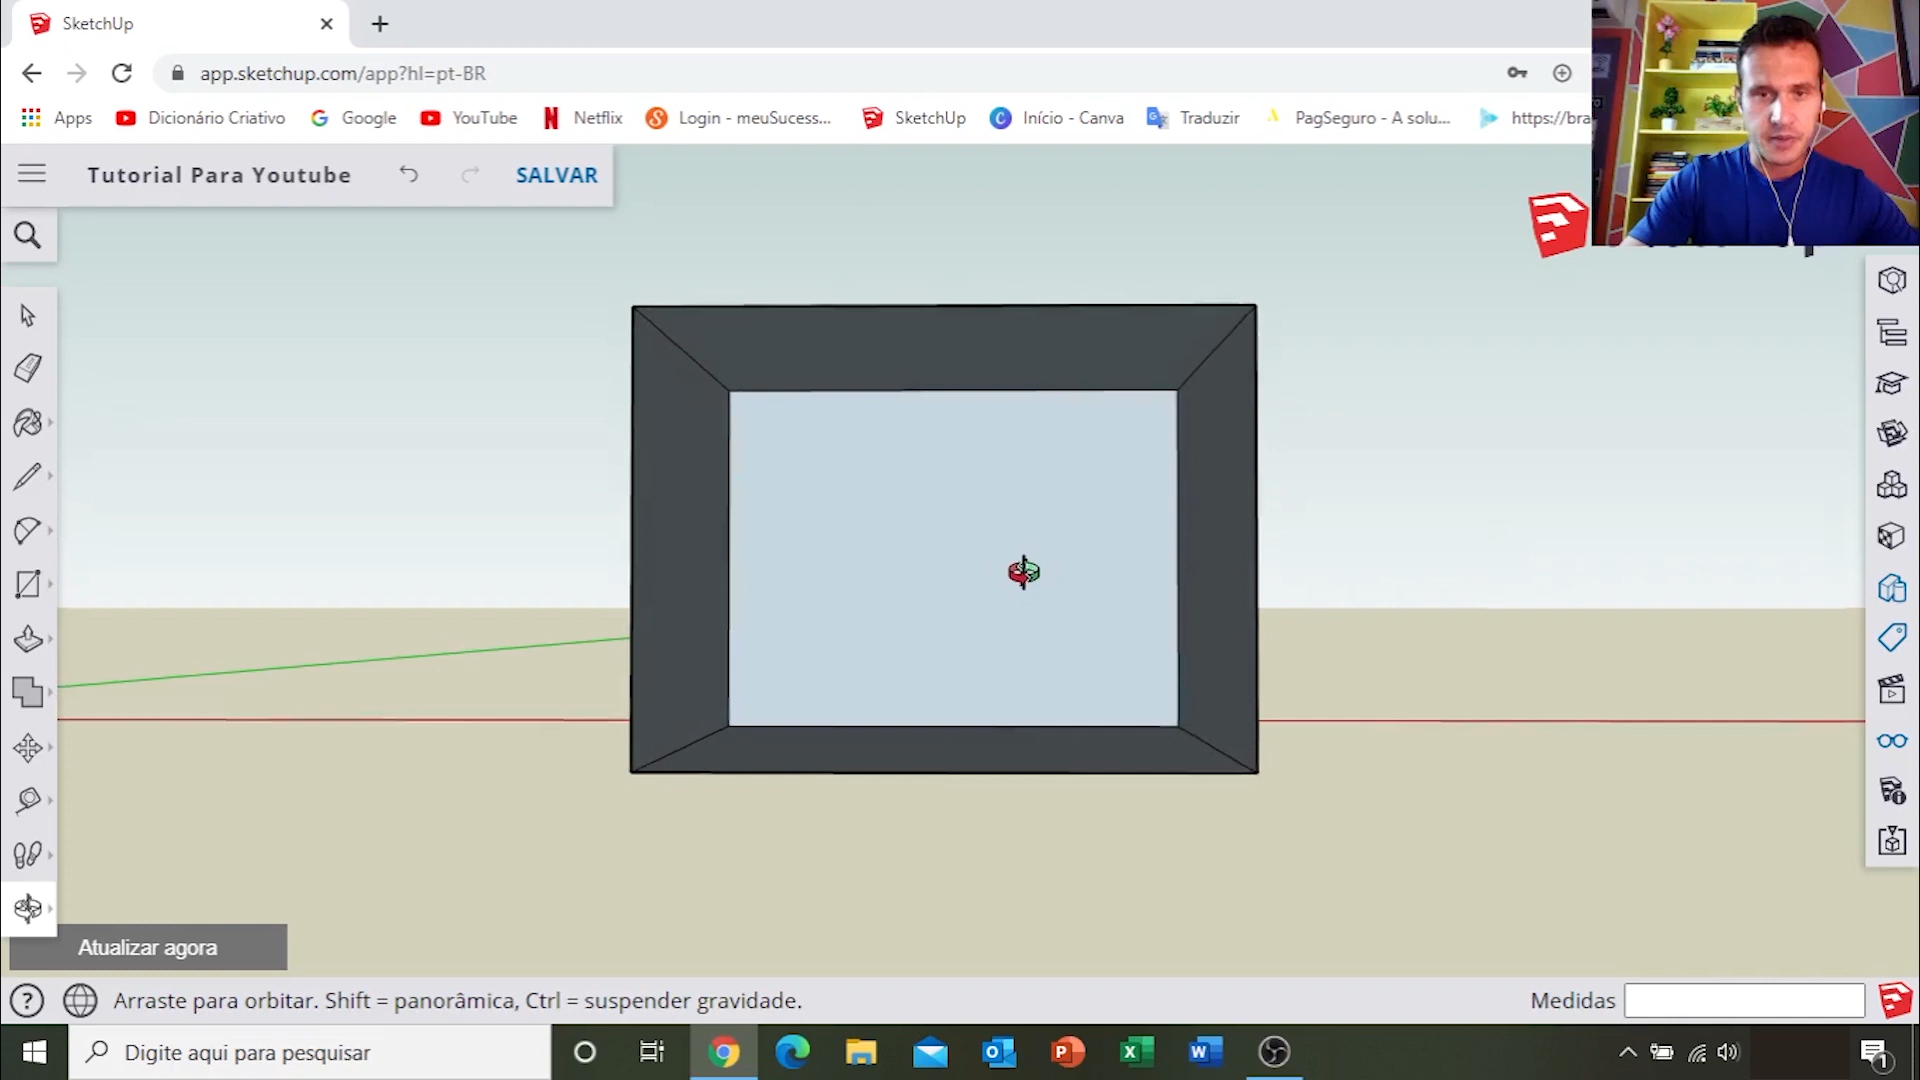 SketchUp
app.sketchup.com/app?hl=pt-BR
Apps
Dicionário Criativo
Google
YouTube
Netflix
Login - meuSucess...
SketchUp
Início - Canva
Traduzir
PagSeguro - A solu...
https://bra
Tutorial Para Youtube
SALVAR
Atualizar agora
Arraste para orbitar. Shift = panorâmica, Ctrl = suspender gravidade.
Medidas
Digite aqui para pesquisar
1